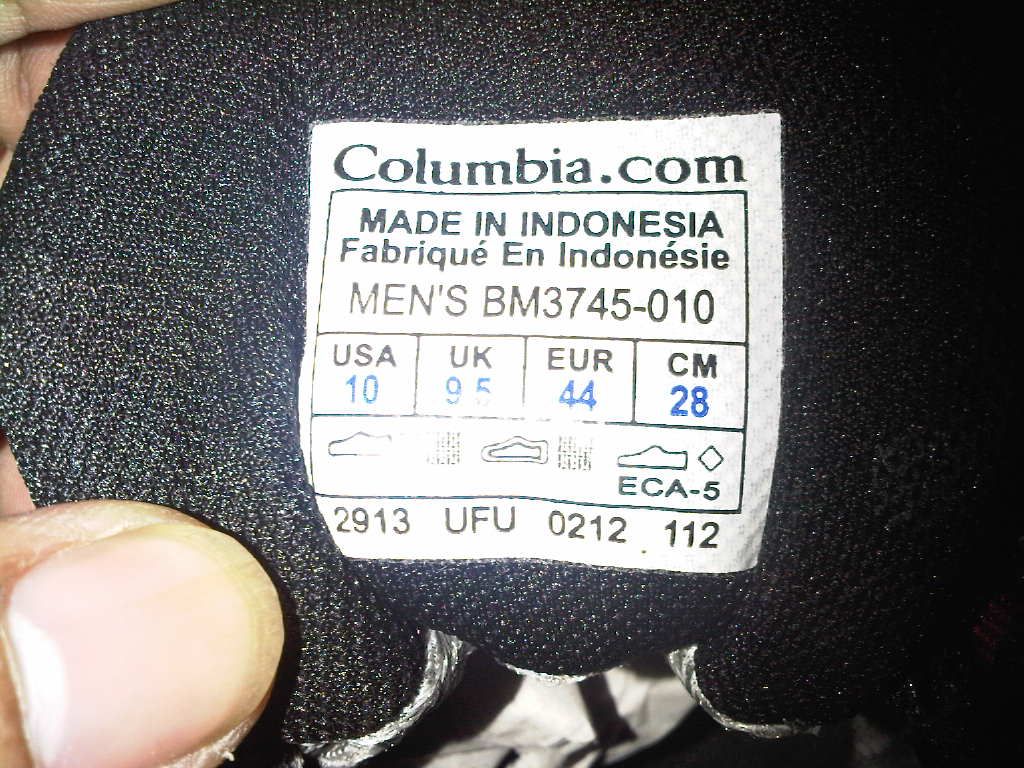 Columbia.com
MADE IN INDONESIA
Fabriqué En Indonésie
MEN'S BM3745-010
USA UK EUR CM
10 9 5 44 28
ECA-5
2913 UFU 0212 112